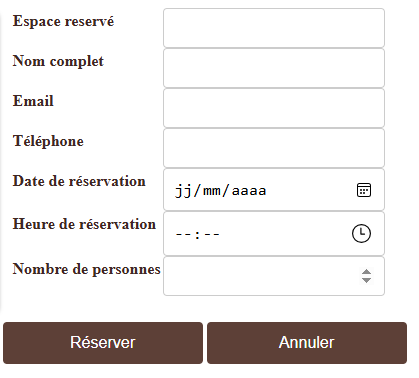 Espace reservé
Nom complet
Email
Téléphone
Date de réservation jj/mm/aaaa
Heure de réservation --:--
Nombre de personnes
Réserver Annuler